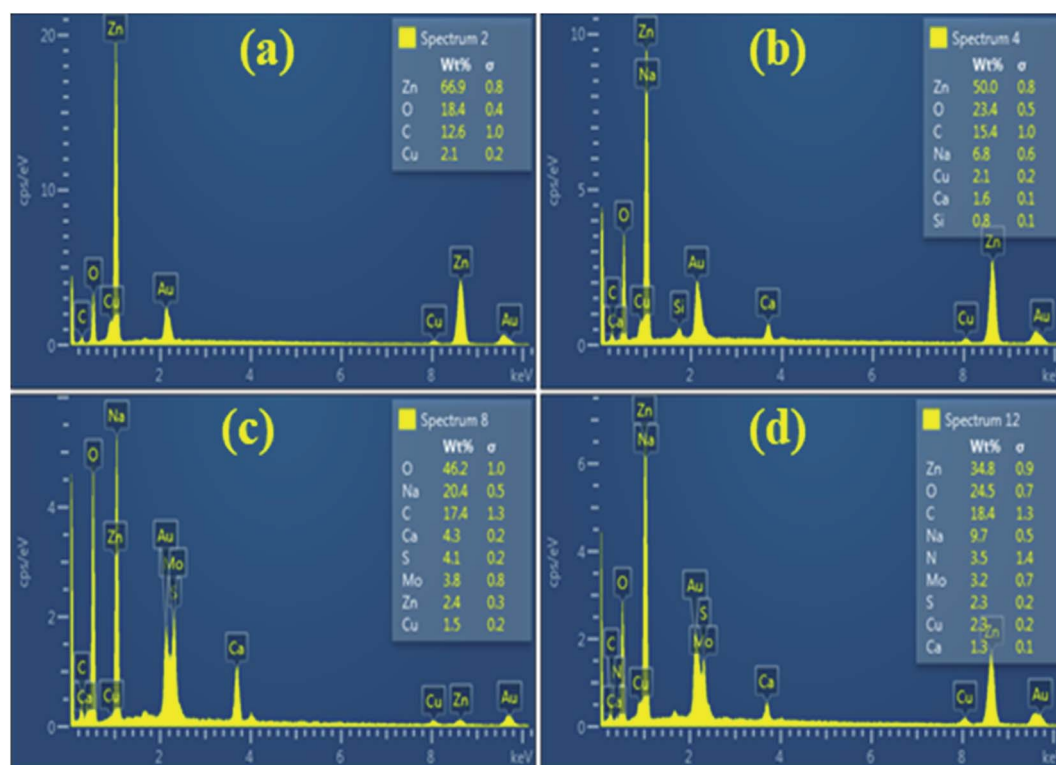 (a)
Spectrum 2
Wt% σ
Zn 66.9 0.8
O 18.4 0.4
C 12.6 1.0
Cu 2.1 0.2
cps/eV
20
10
0
Zn
O
C
Cu
Au
Cu
Zn
Au
2 4 6 8 keV
(b)
Spectrum 4
Wt% σ
Zn 50.0 0.8
O 23.4 0.5
C 15.4 1.0
Na 6.8 0.6
Cu 2.1 0.2
Ca 1.6 0.1
Si 0.8 0.1
cps/eV
10
5
0
Zn
Na
O
C
Ca
Cu
Si
Au
Ca
Cu
Zn
Au
2 4 6 8 keV
(c)
Spectrum 8
Wt% σ
O 46.2 1.0
Na 20.4 0.5
C 17.4 1.3
Ca 4.3 0.2
S 4.1 0.2
Mo 3.8 0.8
Zn 2.4 0.3
Cu 1.5 0.2
cps/eV
4
2
0
Na
O
Zn
C
Ca
Cu
Au
Mo
S
Ca
Cu
Zn
Au
2 4 6 8 keV
(d)
Spectrum 12
Wt% σ
Zn 34.8 0.9
O 24.5 0.7
C 18.4 1.3
Na 9.7 0.5
N 3.5 1.4
Mo 3.2 0.7
S 2.3 0.2
Cu 2.3 0.2
Ca 1.3 0.1
cps/eV
6
4
2
0
Zn
Na
O
C
N
Ca
Cu
Au
S
Mo
Ca
Cu
Zn
Au
2 4 6 8 keV